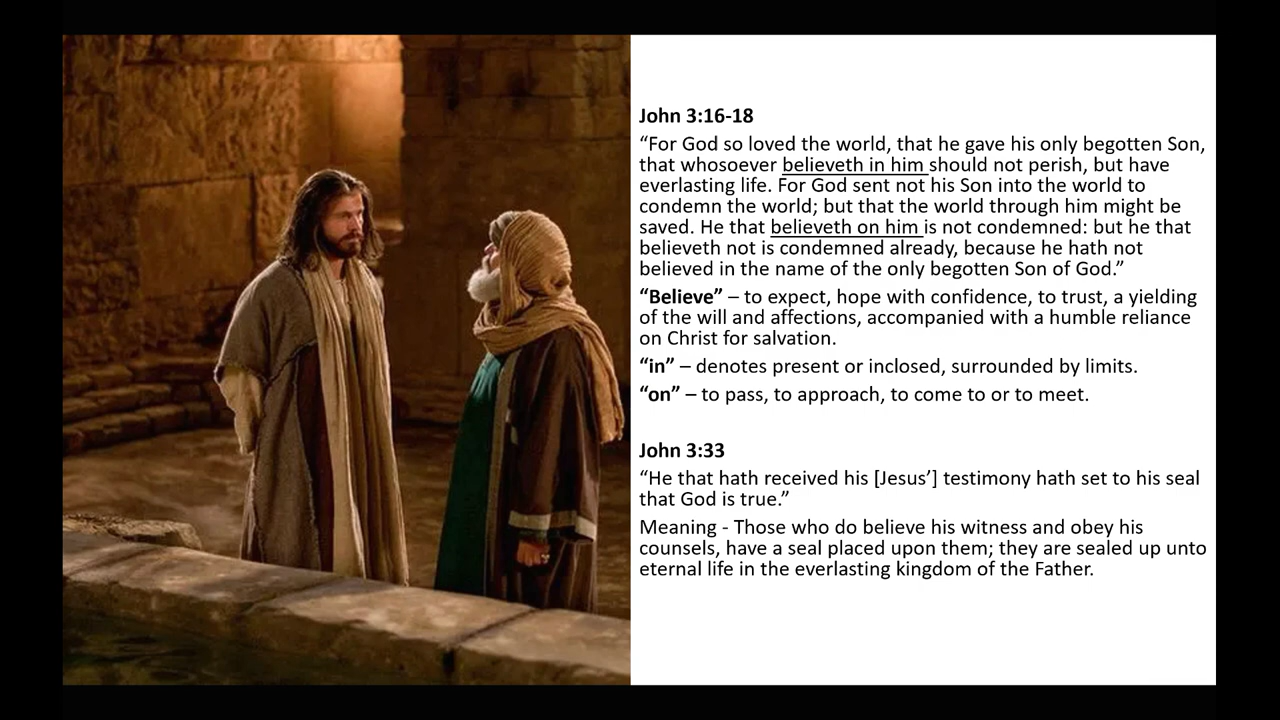 John 3:16-18
“For God so loved the world, that he gave his only begotten Son,
that whosoever believeth in him should not perish, but have
everlasting life. For God sent not his Son into the world to
condemn the world; but that the world through him might be
saved. He that believeth on him is not condemned: but he that
believeth not is condemned already, because he hath not
believed in the name of the only begotten Son of God.”
“Believe” – to expect, hope with confidence, to trust, a yielding
of the will and affections, accompanied with a humble reliance
on Christ for salvation.
“in” – denotes present or inclosed, surrounded by limits.
“on” – to pass, to approach, to come to or to meet.
John 3:33
“He that hath received his [Jesus’] testimony hath set to his seal
that God is true.”
Meaning - Those who do believe his witness and obey his
counsels, have a seal placed upon them; they are sealed up unto
eternal life in the everlasting kingdom of the Father.